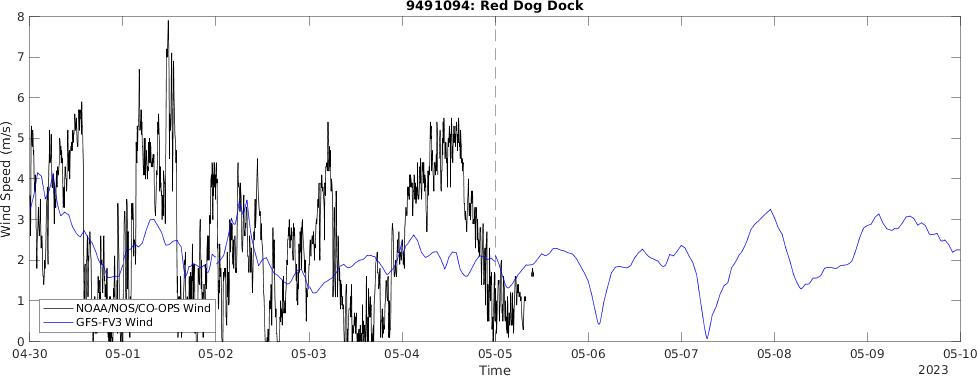 9491094: Red Dog Dock
8
7
6
5
4
3
2
1
0
Wind Speed (m/s)
NOAA/NOS/CO-OPS Wind
GFS-FV3 Wind
04-30 05-01 05-02 05-03 05-04 05-05 05-06 05-07 05-08 05-09 05-10
Time
2023